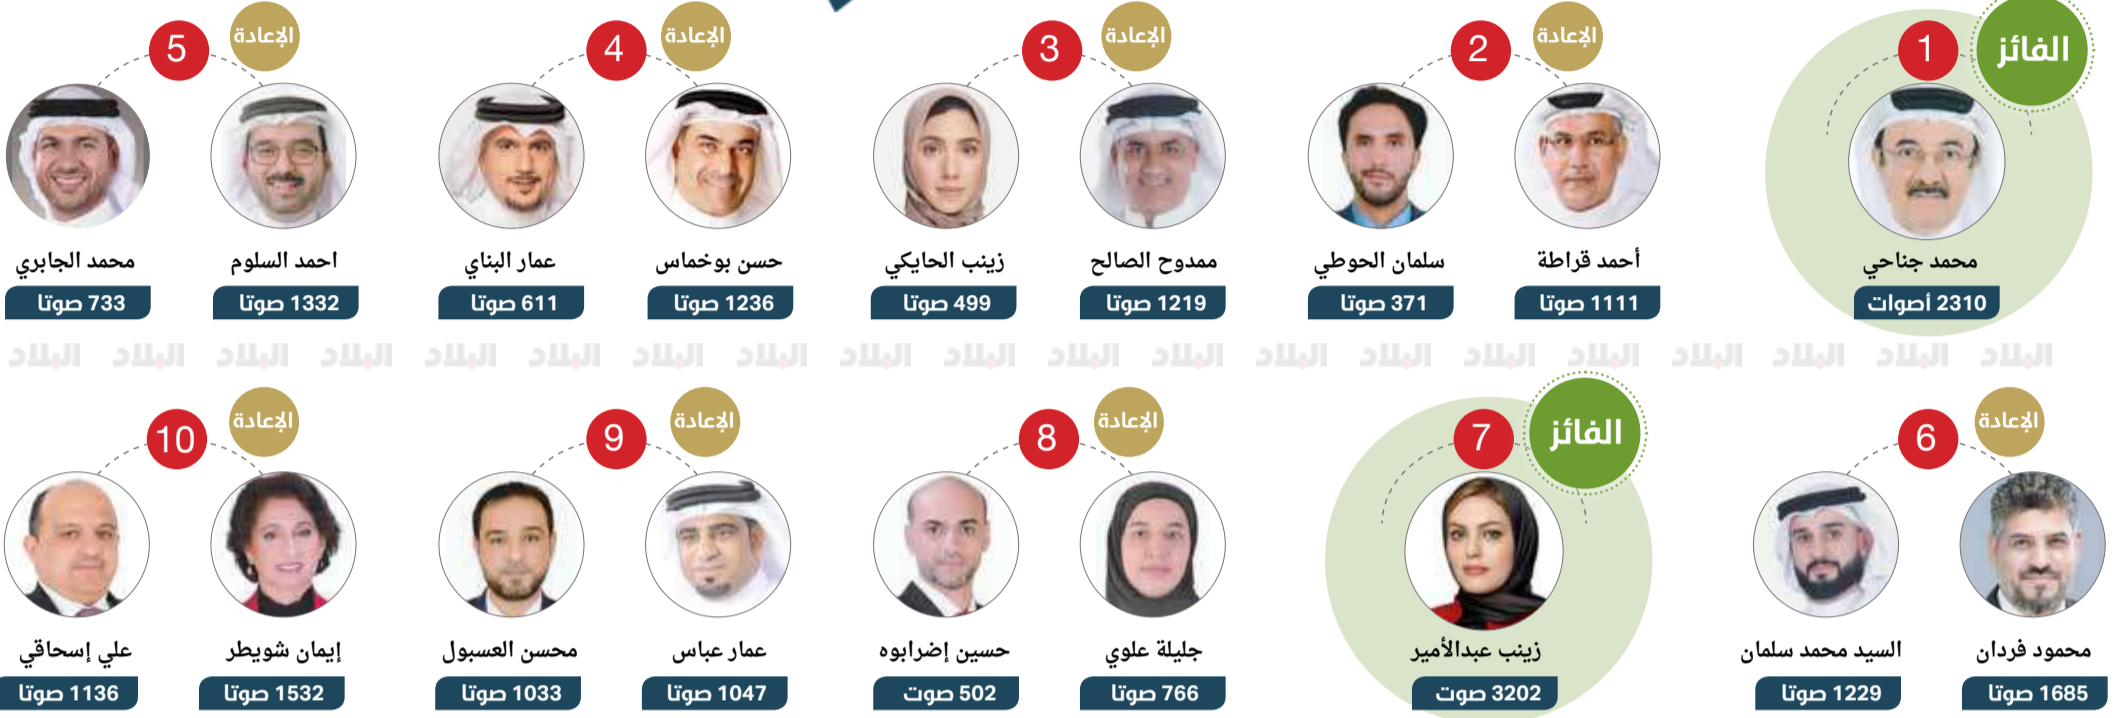 الفائز
1
محمد جناحي
2310 أصوات
الإعادة
2
أحمد قراطة
1111 صوتا
سلمان الحوطي
371 صوتا
الإعادة
3
ممدوح الصالح
1219 صوتا
زينب الحايكي
499 صوتا
الإعادة
4
حسن بوخماس
1236 صوتا
عمار البناي
611 صوتا
الإعادة
5
احمد السلوم
1332 صوتا
محمد الجابري
733 صوتا
البلاد البلاد البلاد البلاد البلاد البلاد البلاد البلاد البلاد البلاد البلاد البلاد البلاد البلاد البلاد البلاد البلاد البلاد البلاد البلاد
الإعادة
6
محمود فردان
1685 صوتا
السيد محمد سلمان
1229 صوتا
الفائز
7
زينب عبدالأمير
3202 صوت
الإعادة
8
جليلة علوي
766 صوتا
حسين إضرابوه
502 صوت
الإعادة
9
عمار عباس
1047 صوتا
محسن العسبول
1033 صوتا
الإعادة
10
إيمان شويطر
1532 صوتا
علي إسحاقي
1136 صوتا